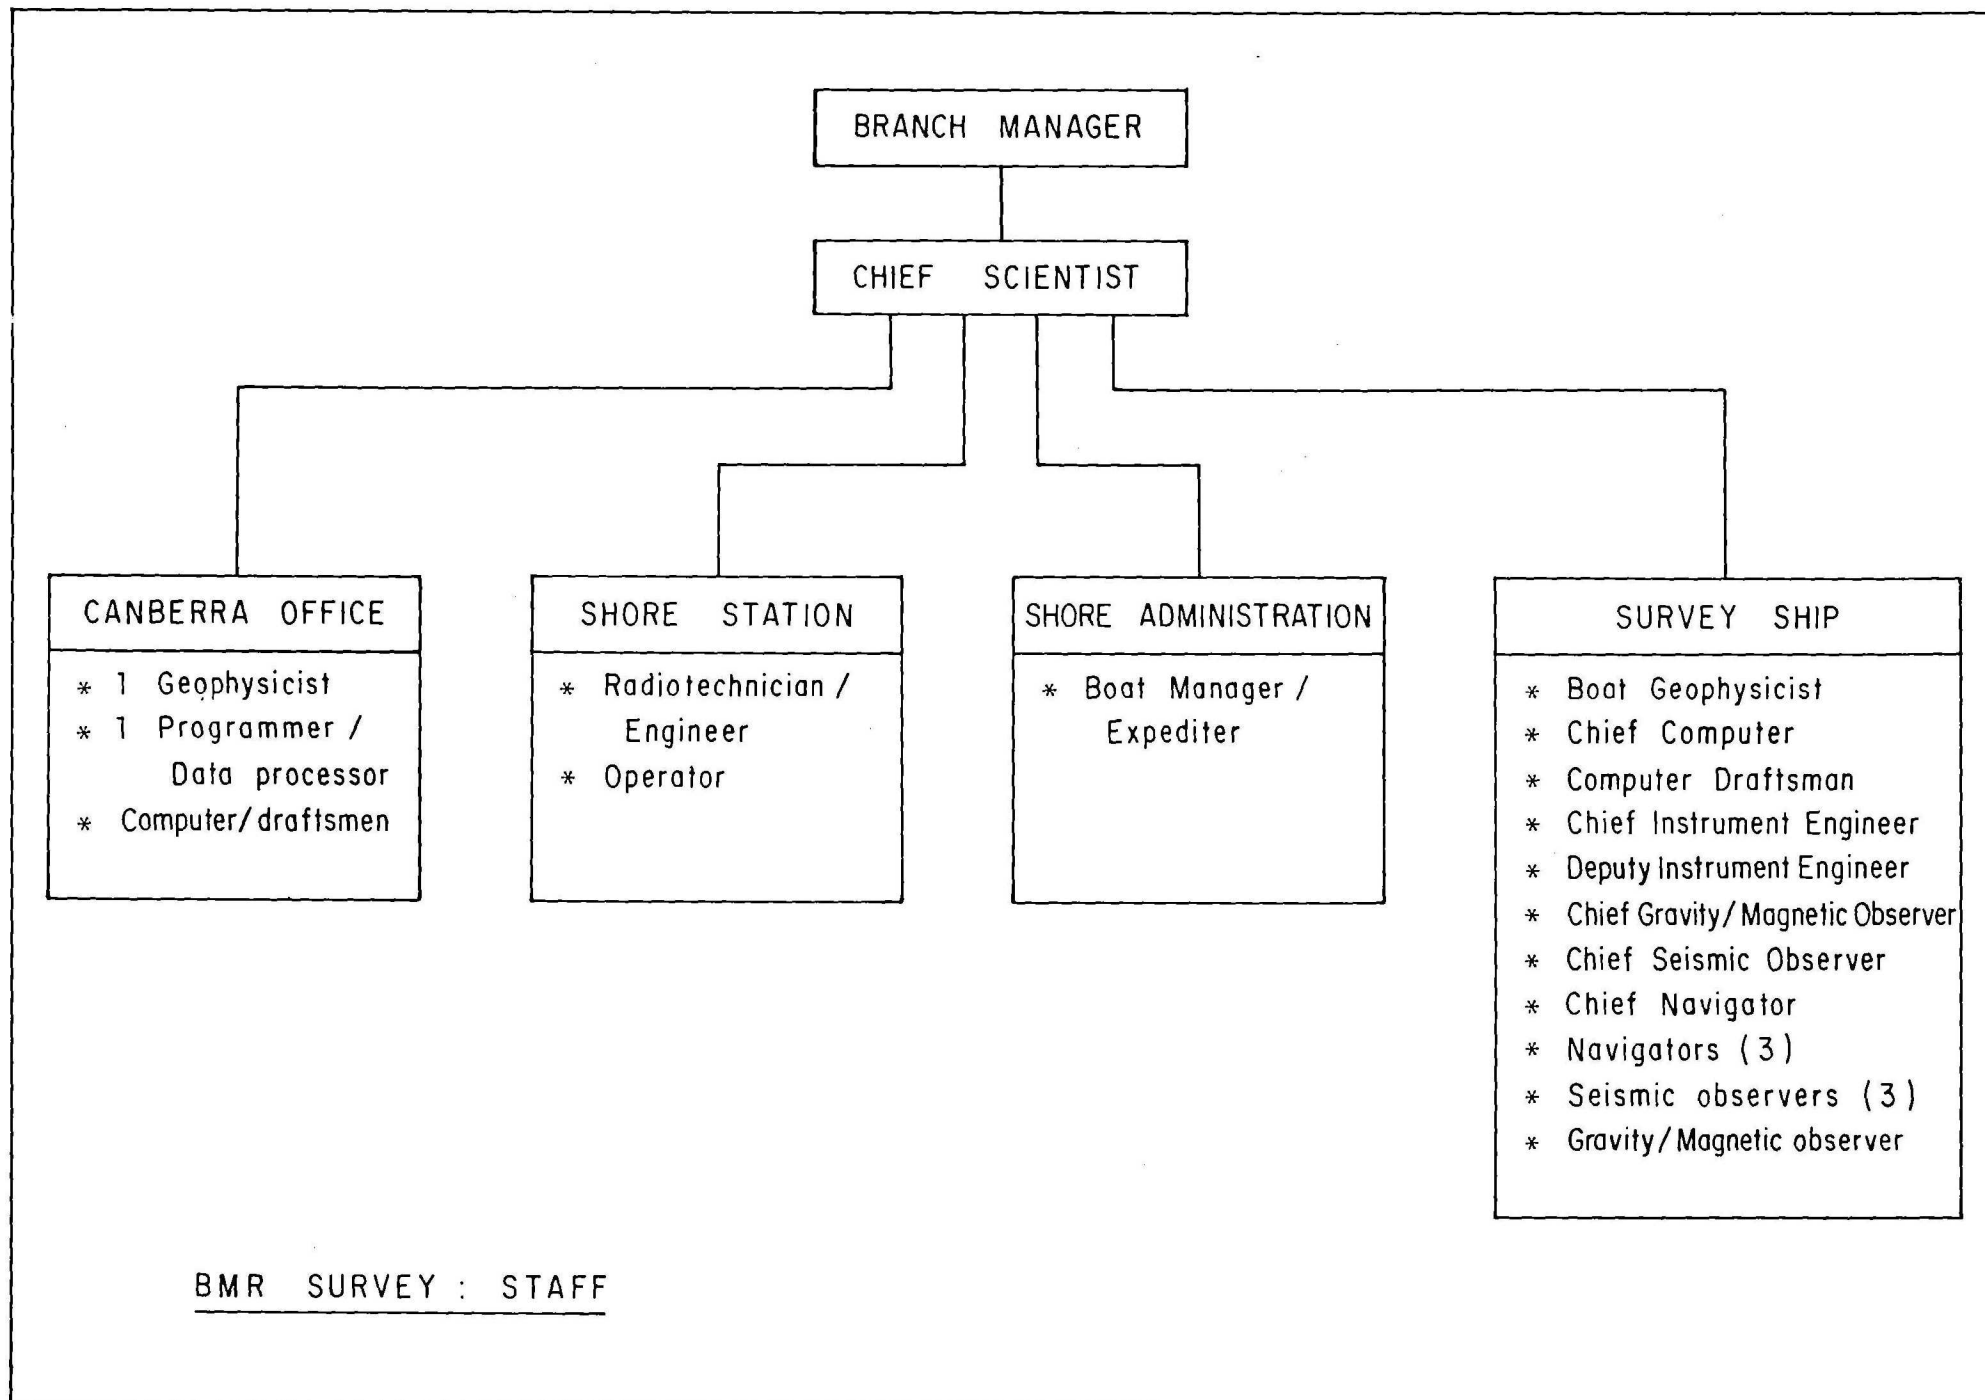 BRANCH MANAGER
CHIEF SCIENTIST
CANBERRA OFFICE
* 1 Geophysicist
* 1 Programmer /
Data processor
* Computer/draftsmen
SHORE STATION
* Radiotechnician /
Engineer
* Operator
SHORE ADMINISTRATION
* Boat Manager /
Expediter
SURVEY SHIP
* Boat Geophysicist
* Chief Computer
* Computer Draftsman
* Chief Instrument Engineer
* Deputy Instrument Engineer
* Chief Gravity/Magnetic Observer
* Chief Seismic Observer
* Chief Navigator
* Navigators (3)
* Seismic observers (3)
* Gravity/Magnetic observer
BMR SURVEY : STAFF